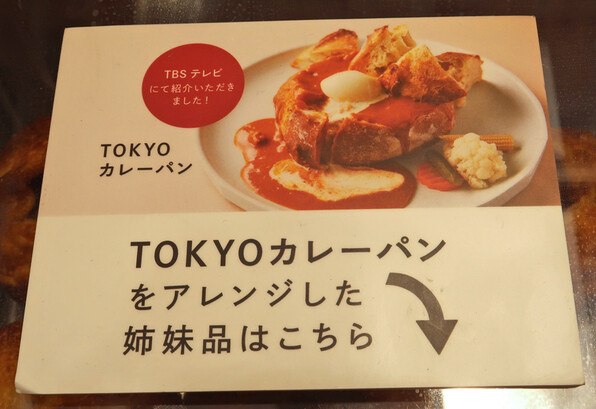 TBS テレビ
にて紹介いただき
ました！
TOKYO
カレーパン
TOKYOカレーパン
をアレンジした
姉妹品はこちら